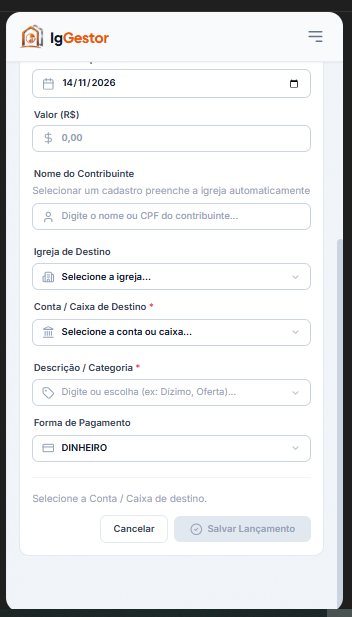 IgGestor
14/11/2026
Valor (R$)
0,00
Nome do Contribuinte
Selecionar um cadastro preenche a igreja automaticamente
Digite o nome ou CPF do contribuinte...
Igreja de Destino
Selecione a igreja...
Conta / Caixa de Destino *
Selecione a conta ou caixa...
Descrição / Categoria *
Digite ou escolha (ex: Dízimo, Oferta)...
Forma de Pagamento
DINHEIRO
Selecione a Conta / Caixa de destino.
Cancelar
Salvar Lançamento